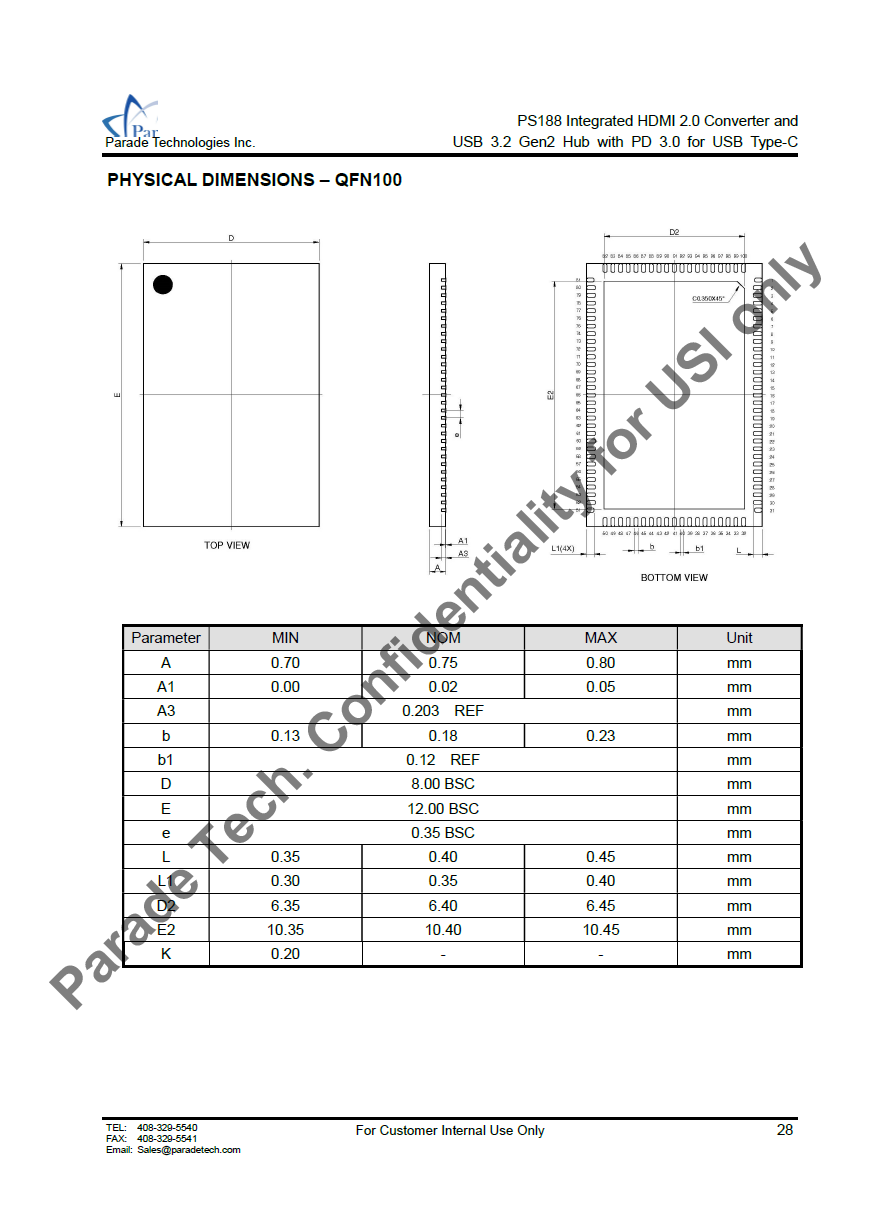 Par
Parade Technologies Inc.
PS188 Integrated HDMI 2.0 Converter and
USB 3.2 Gen2 Hub with PD 3.0 for USB Type-C
PHYSICAL DIMENSIONS – QFN100
D
E
TOP VIEW
e
A1
A3
A
D2
C0.350X45°
E2
L1(4X)
b
b1
L
BOTTOM VIEW
Parameter MIN NOM MAX Unit
A 0.70 0.75 0.80 mm
A1 0.00 0.02 0.05 mm
A3 0.203 REF mm
b 0.13 0.18 0.23 mm
b1 0.12 REF mm
D 8.00 BSC mm
E 12.00 BSC mm
e 0.35 BSC mm
L 0.35 0.40 0.45 mm
L1 0.30 0.35 0.40 mm
D2 6.35 6.40 6.45 mm
E2 10.35 10.40 10.45 mm
K 0.20 - - mm
Parade Tech. Confidentiality for USI only
TEL: 408-329-5540
FAX: 408-329-5541
Email: Sales@paradetech.com
For Customer Internal Use Only
28